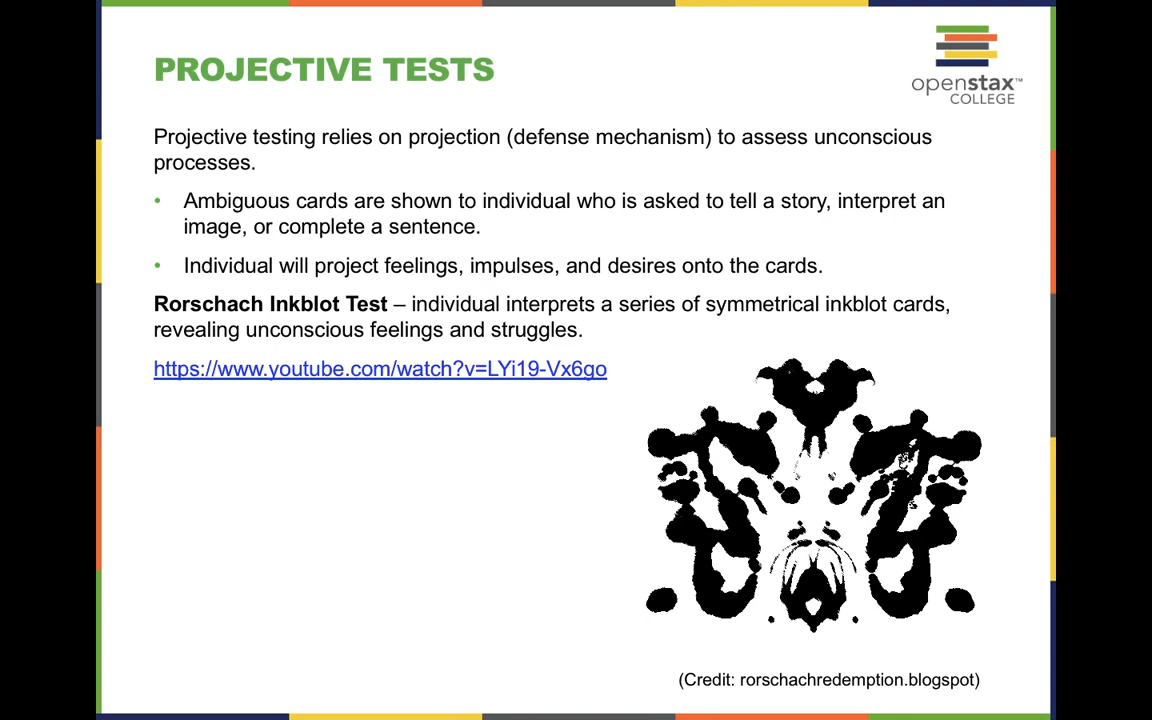 PROJECTIVE TESTS
openstax™
COLLEGE
Projective testing relies on projection (defense mechanism) to assess unconscious
processes.
• Ambiguous cards are shown to individual who is asked to tell a story, interpret an
image, or complete a sentence.
• Individual will project feelings, impulses, and desires onto the cards.
Rorschach Inkblot Test – individual interprets a series of symmetrical inkblot cards,
revealing unconscious feelings and struggles.
https://www.youtube.com/watch?v=LYi19-Vx6go
(Credit: rorschachredemption.blogspot)